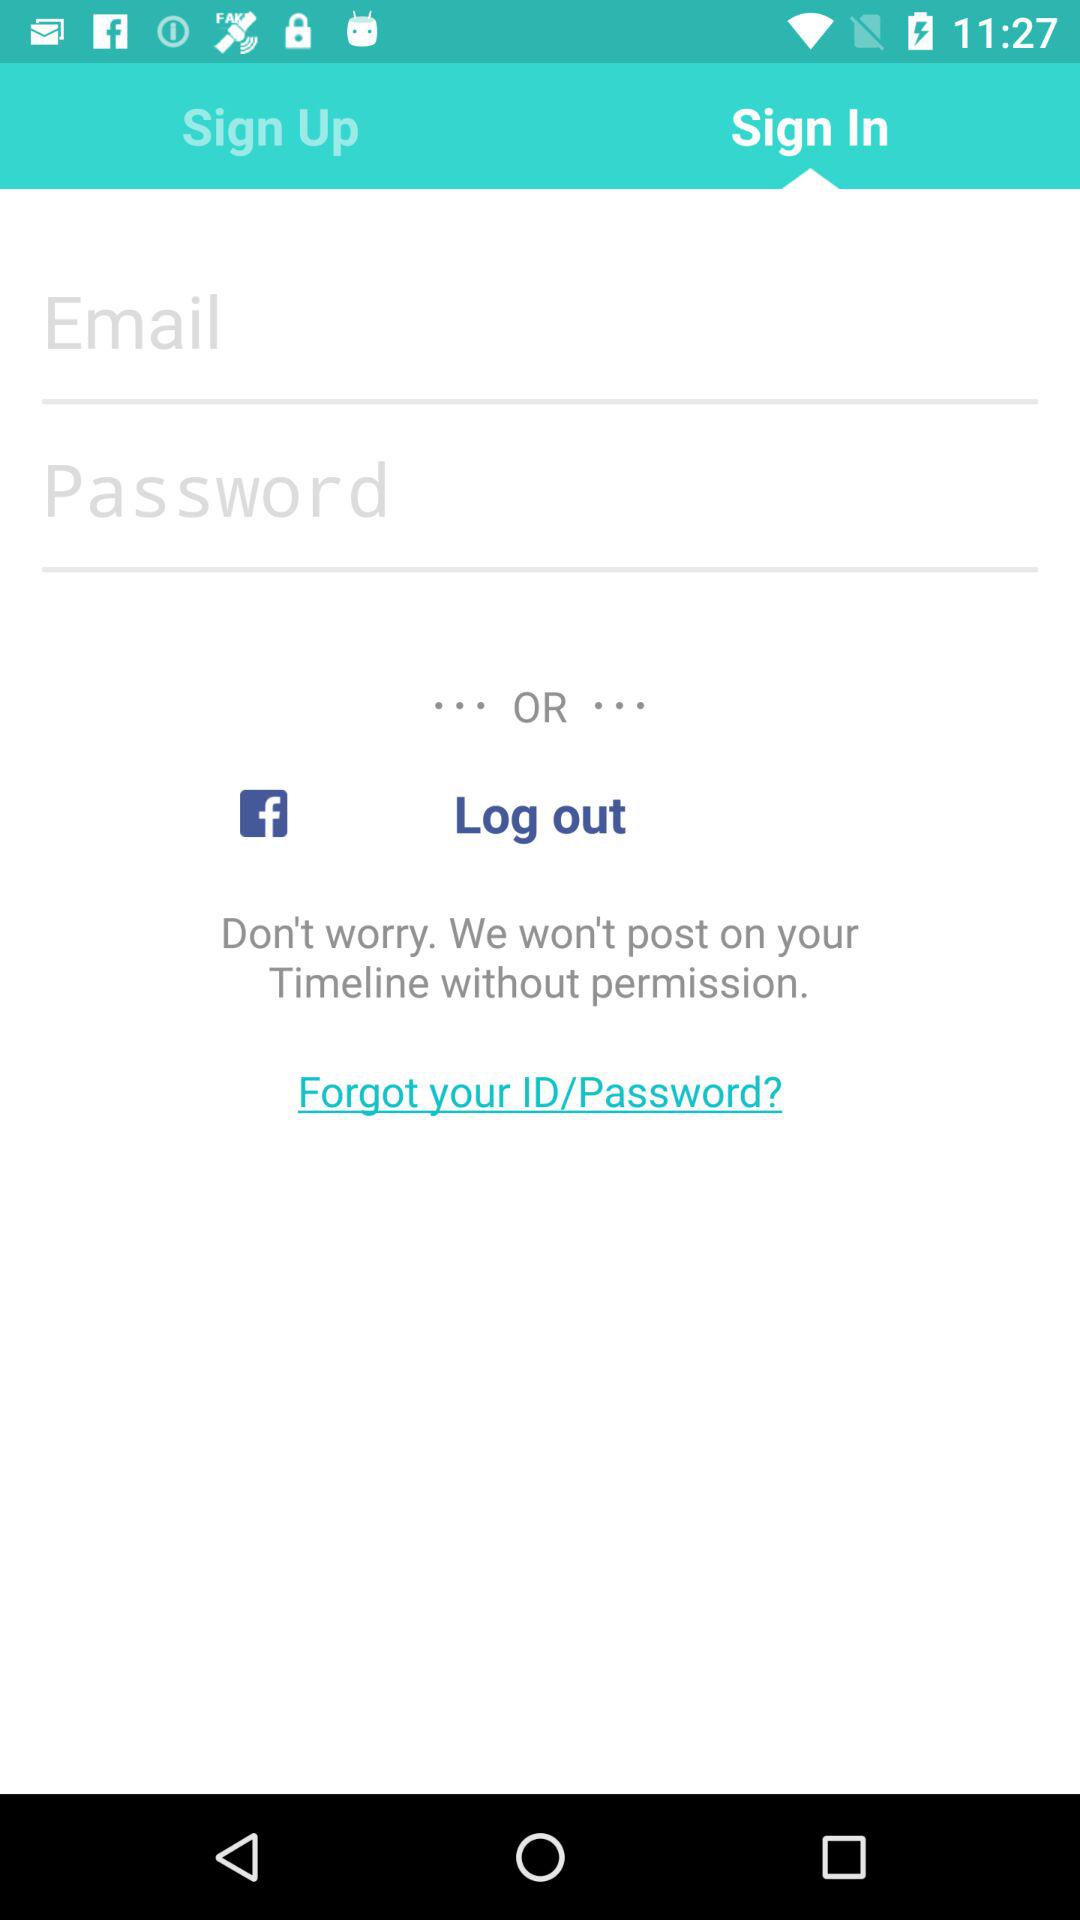 FAKE
11:27
Sign Up
Sign In
Email
Password
... OR ...
Log out
Don't worry. We won't post on your
Timeline without permission.
Forgot your ID/Password?